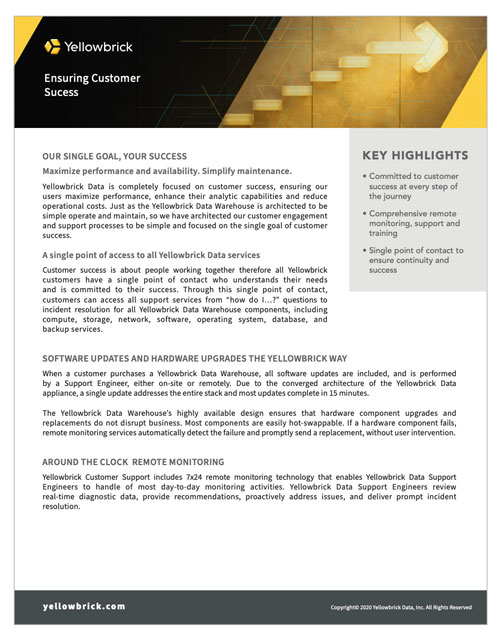 Yellowbrick
Ensuring Customer
Sucess
OUR SINGLE GOAL, YOUR SUCCESS
Maximize performance and availability. Simplify maintenance.
Yellowbrick Data is completely focused on customer success, ensuring our
users maximize performance, enhance their analytic capabilities and reduce
operational costs. Just as the Yellowbrick Data Warehouse is architected to be
simple operate and maintain, so we have architected our customer engagement
and support processes to be simple and focused on the single goal of customer
success.
A single point of access to all Yellowbrick Data services
Customer success is about people working together therefore all Yellowbrick
customers have a single point of contact who understands their needs
and is committed to their success. Through this single point of contact,
customers can access all support services from “how do I…?” questions to
incident resolution for all Yellowbrick Data Warehouse components, including
compute, storage, network, software, operating system, database, and
backup services.
KEY HIGHLIGHTS
• Committed to customer
success at every step of
the journey
• Comprehensive remote
monitoring, support and
training
• Single point of contact to
ensure continuity and
success
SOFTWARE UPDATES AND HARDWARE UPGRADES THE YELLOWBRICK WAY
When a customer purchases a Yellowbrick Data Warehouse, all software updates are included, and is performed
by a Support Engineer, either on-site or remotely. Due to the converged architecture of the Yellowbrick Data
appliance, a single update addresses the entire stack and most updates complete in 15 minutes.
The Yellowbrick Data Warehouse’s highly available design ensures that hardware component upgrades and
replacements do not disrupt business. Most components are easily hot-swappable. If a hardware component fails,
remote monitoring services automatically detect the failure and promptly send a replacement, without user intervention.
AROUND THE CLOCK REMOTE MONITORING
Yellowbrick Customer Support includes 7x24 remote monitoring technology that enables Yellowbrick Data Support
Engineers to handle of most day-to-day monitoring activities. Yellowbrick Data Support Engineers review
real-time diagnostic data, provide recommendations, proactively address issues, and deliver prompt incident
resolution.
yellowbrick.com
Copyright© 2020 Yellowbrick Data, Inc. All Rights Reserved